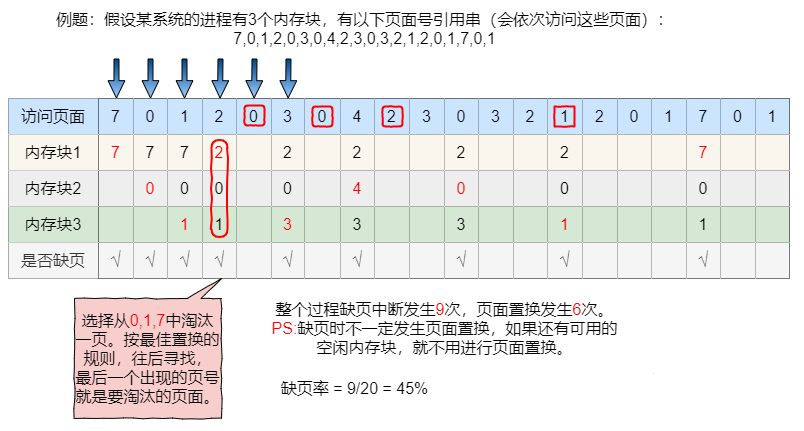 例题：假设某系统的进程有3个内存块，有以下页面号引用串（会依次访问这些页面）：
7,0,1,2,0,3,0,4,2,3,0,3,2,1,2,0,1,7,0,1
访问页面 7 0 1 2 0 3 0 4 2 3 0 3 2 1 2 0 1 7 0 1
内存块1 7 7 7 2 2 2 2 2 7
内存块2 0 0 0 0 4 0 0 0
内存块3 1 1 3 3 3 1 1
是否缺页 √ √ √ √ √ √ √ √ √
选择从0,1,7中淘汰
一页。按最佳置换的
规则，往后寻找，
最后一个出现的页号
就是要淘汰的页面。
整个过程缺页中断发生9次，页面置换发生6次。
PS:缺页时不一定发生页面置换，如果还有可用的
空闲内存块，就不用进行页面置换。
缺页率 = 9/20 = 45%